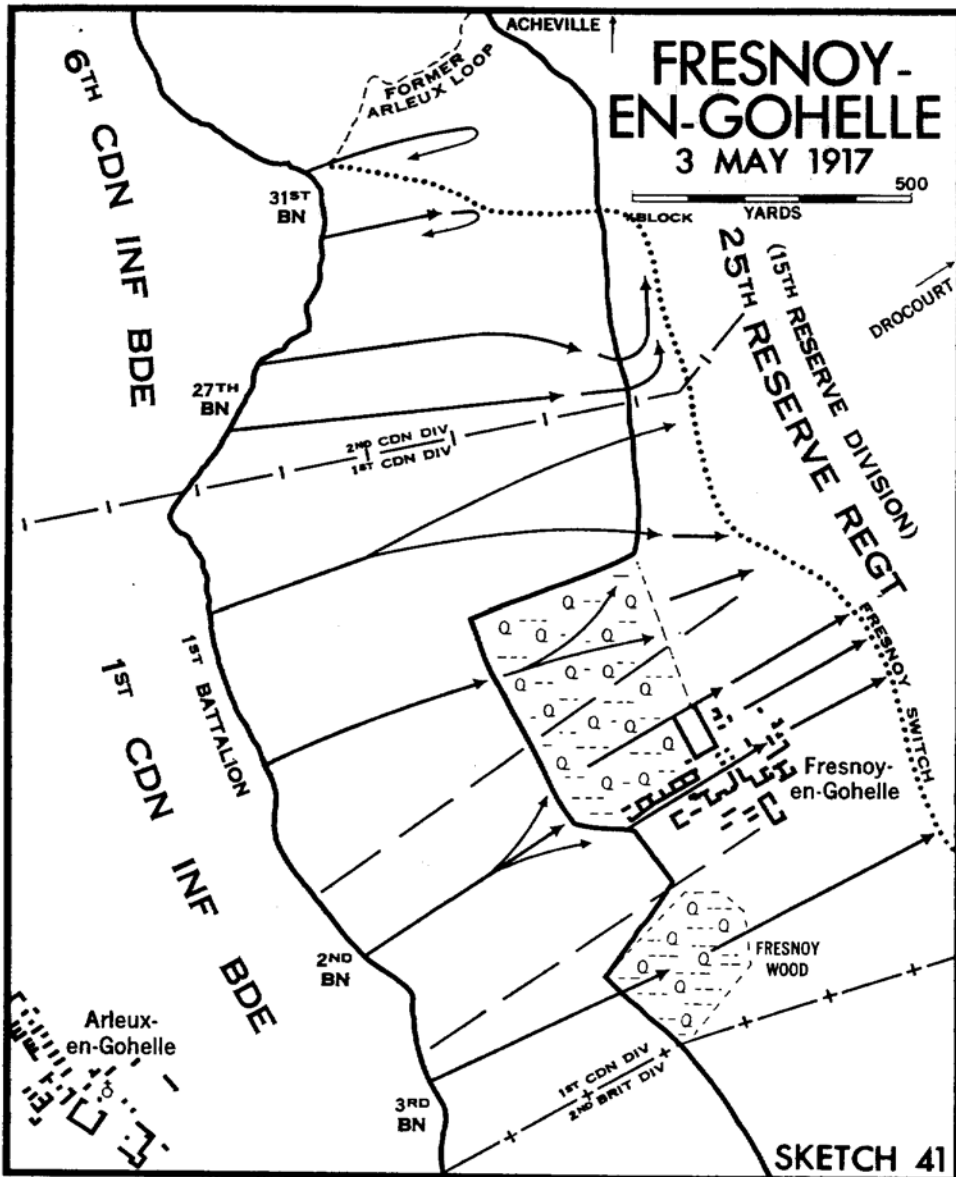 ACHEVILLE
FRESNOY-
EN-GOHELLE
3 MAY 1917
500
YARDS
6TH CDN INF BDE
FORMER
ARLEUX LOOP
31ST
BN
BLOCK
25TH RESERVE REGT
(15TH RESERVE DIVISION)
DROCOURT
27TH
BN
2ND CDN DIV
1ST CDN DIV
1ST BATTALION
1ST CDN INF BDE
FRESNOY SWITCH
Fresnoy-
en-Gohelle
2ND
BN
FRESNOY
WOOD
Arleux-
en-Gohelle
3RD
BN
1ST CDN DIV
2ND BRIT DIV
SKETCH 41